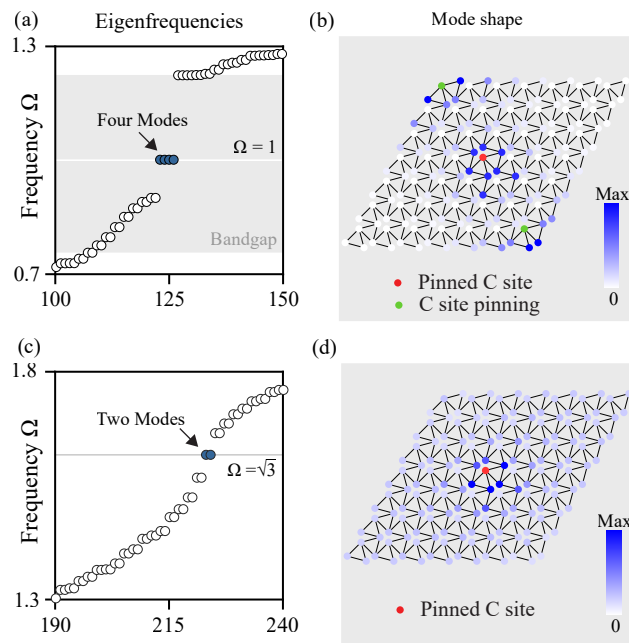 (a) Eigenfrequencies
1.3
Four Modes
Ω = 1
Bandgap
Frequency Ω
0.7
100 125 150
(b) Mode shape
Max
0
Pinned C site
C site pinning
(c)
1.8
Two Modes
Ω = √3
Frequency Ω
1.3
190 215 240
(d)
Max
0
Pinned C site